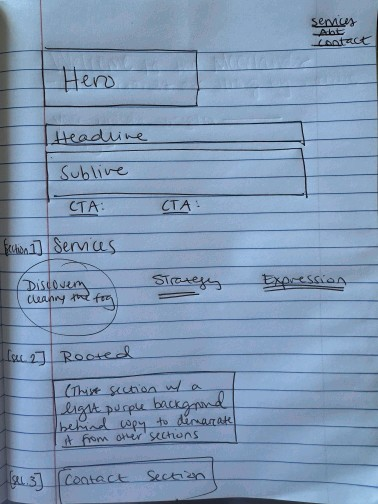 Services
Abt
Contact
Hero
Headline
Subline
CTA: CTA:
[Section 1] Services
Discovery Strategy Expression
clearing the fog
[sec. 2] Rooted
(This section w/ a
light purple background
behind copy to demarcate
it from other sections
[sec. 3] Contact Section